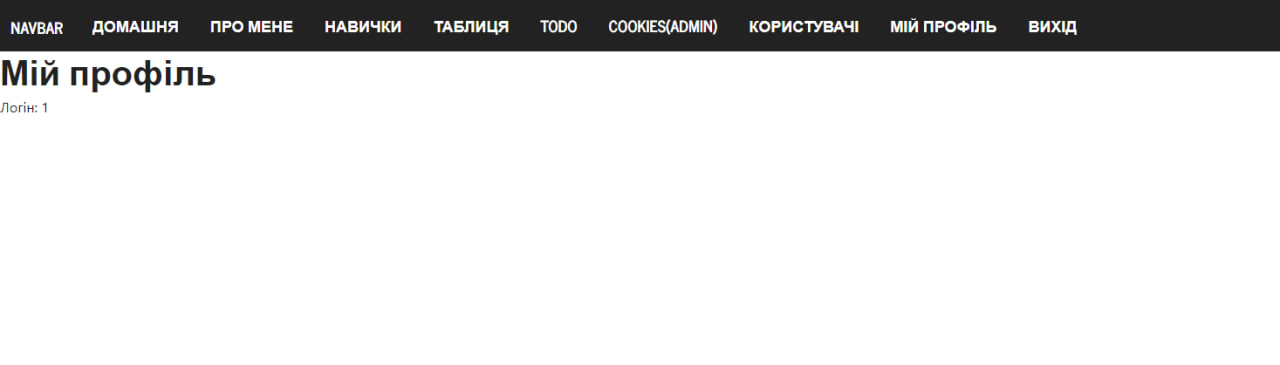 NAVBAR ДОМАШНЯ ПРО МЕНЕ НАВИЧКИ ТАБЛИЦЯ TODO COOKIES(ADMIN) КОРИСТУВАЧІ МІЙ ПРОФІЛЬ ВИХІД
Мій профіль
Логін: 1